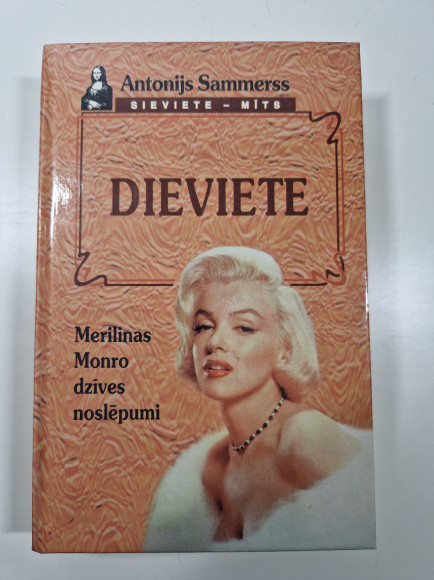 Antonijs Sammerss
SIEVIETE – MĪTS
DIEVIETE
Merilinas
Monro
dzīves
noslēpumi